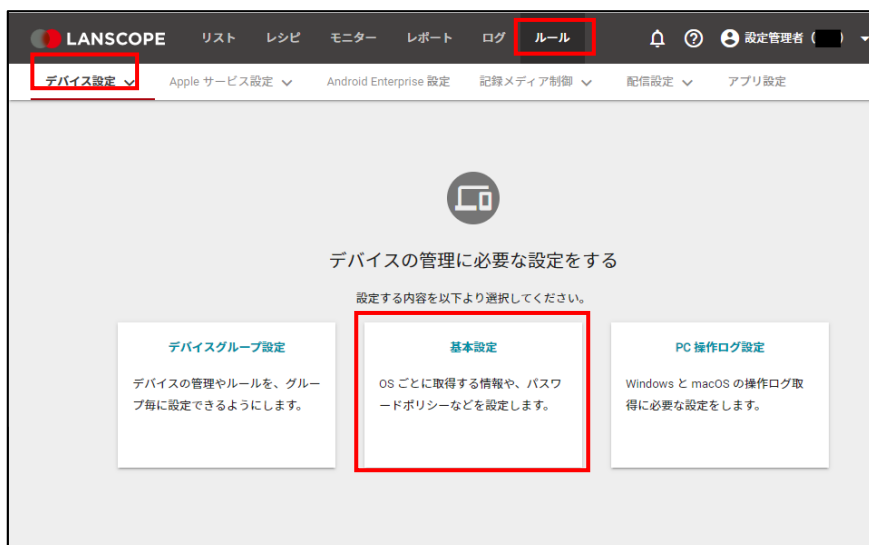 LANSCOPE リスト レシピ モニター レポート ログ ルール 設定管理者 ( )
デバイス設定 Apple サービス設定 Android Enterprise 設定 記録メディア制御 配信設定 アプリ設定
デバイスの管理に必要な設定をする
設定する内容を以下より選択してください。
デバイスグループ設定
デバイスの管理やルールを、グルー
プ毎に設定できるようにします。
基本設定
OS ごとに取得する情報や、パスワ
ードポリシーなどを設定します。
PC 操作ログ設定
Windows と macOS の操作ログ取
得に必要な設定をします。